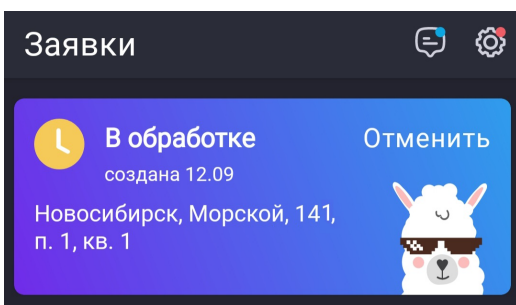 Заявки
В обработке
Отменить
создана 12.09
Новосибирск, Морской, 141,
п. 1, кв. 1